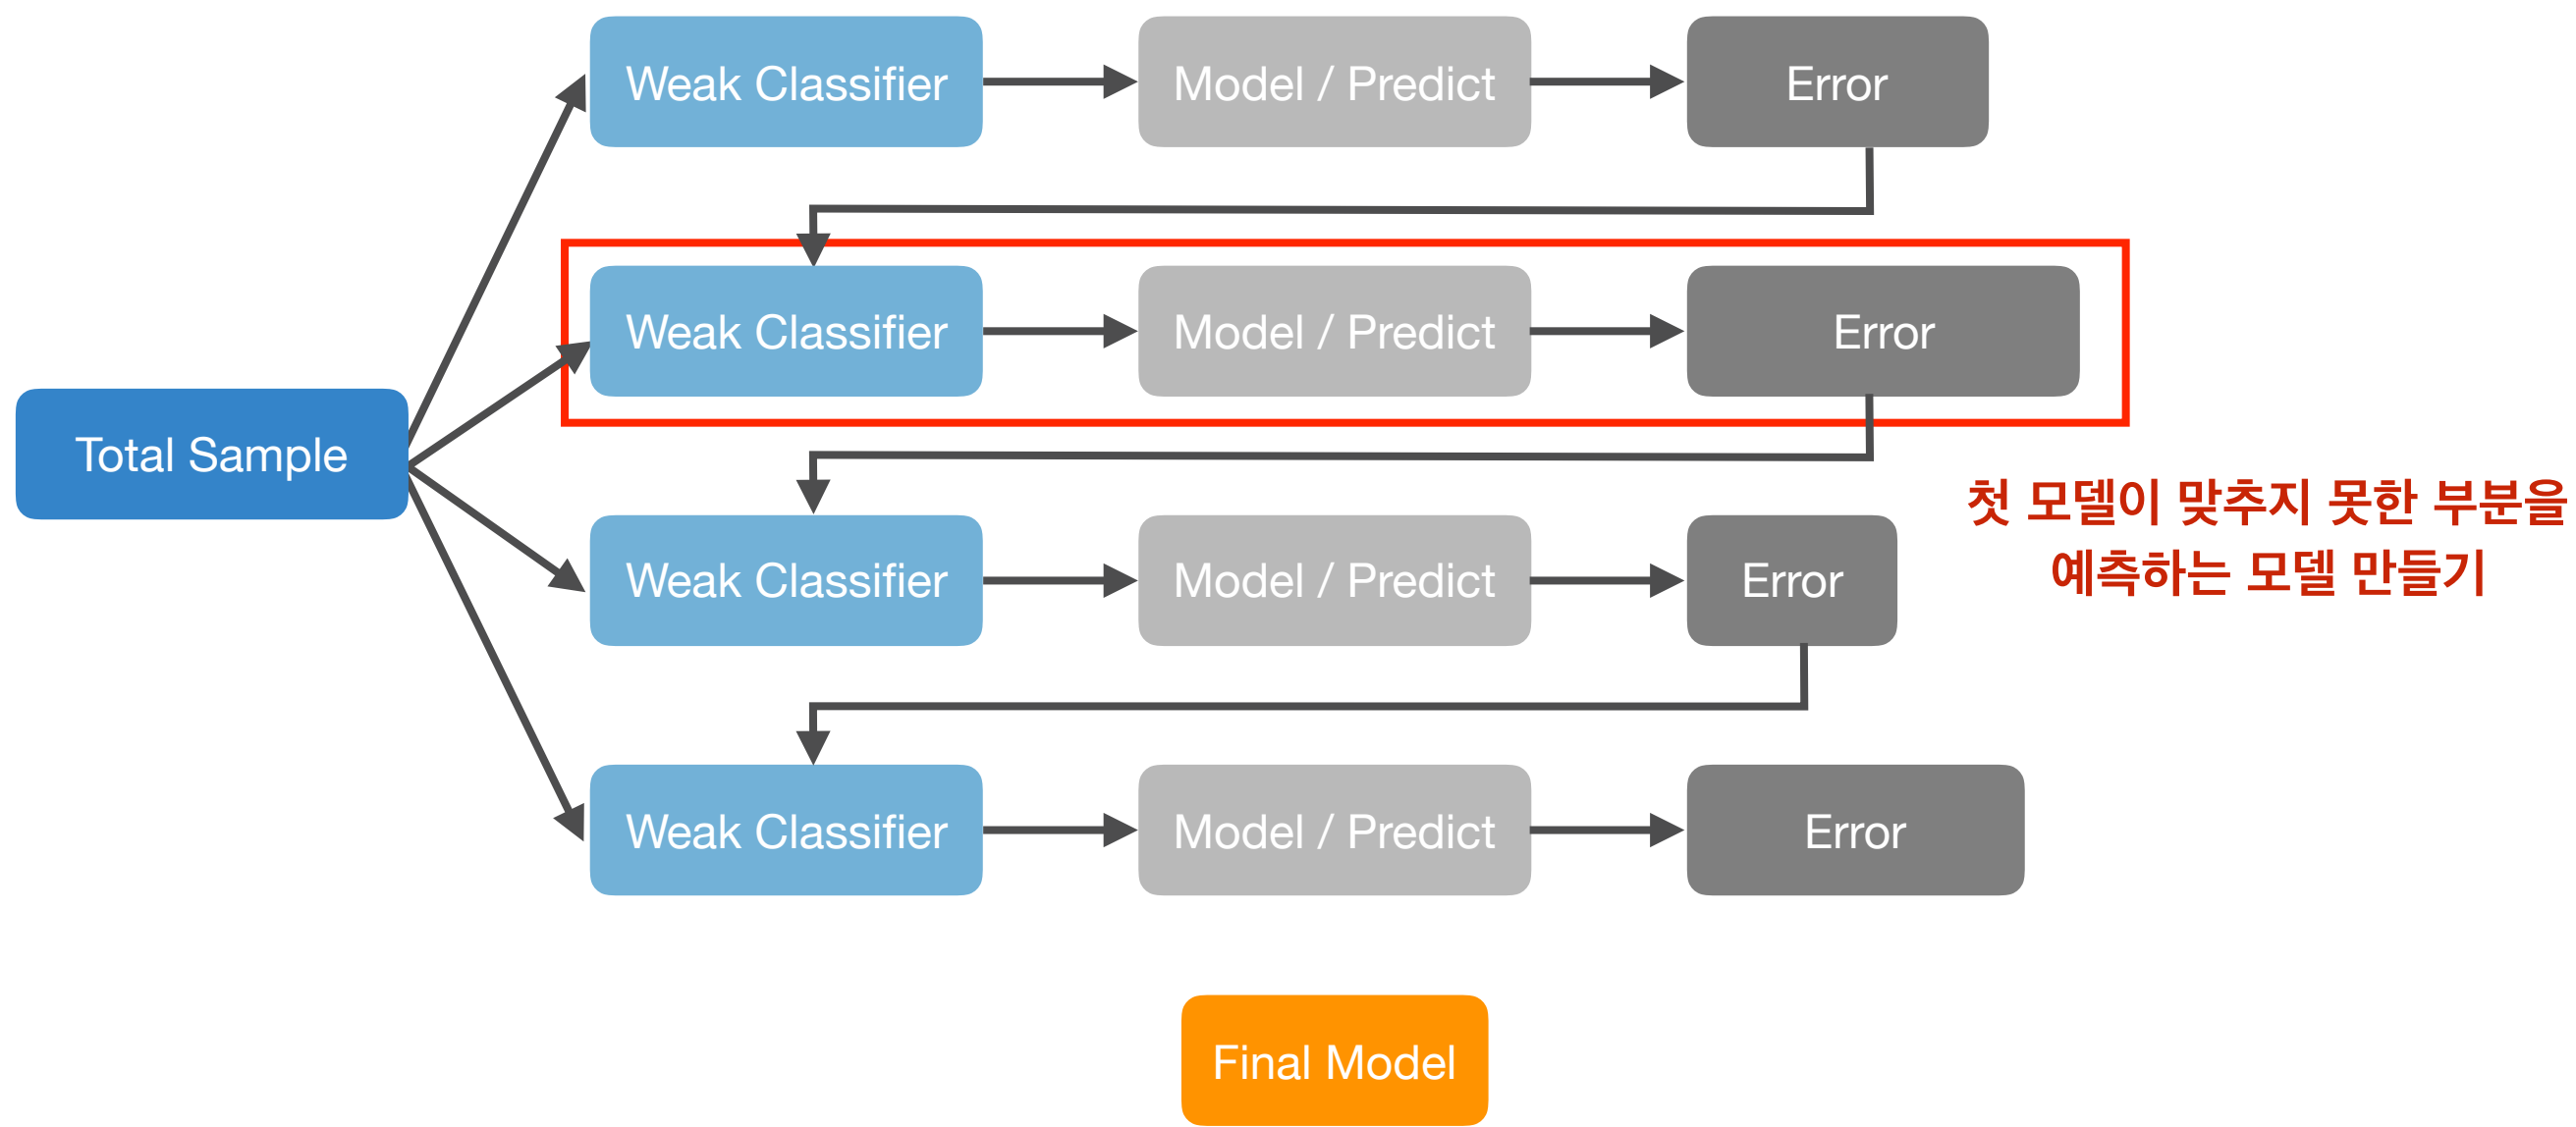 Weak Classifier
Model / Predict
Error
Weak Classifier
Model / Predict
Error
Total Sample
첫 모델이 맞추지 못한 부분을
예측하는 모델 만들기
Weak Classifier
Model / Predict
Error
Weak Classifier
Model / Predict
Error
Final Model